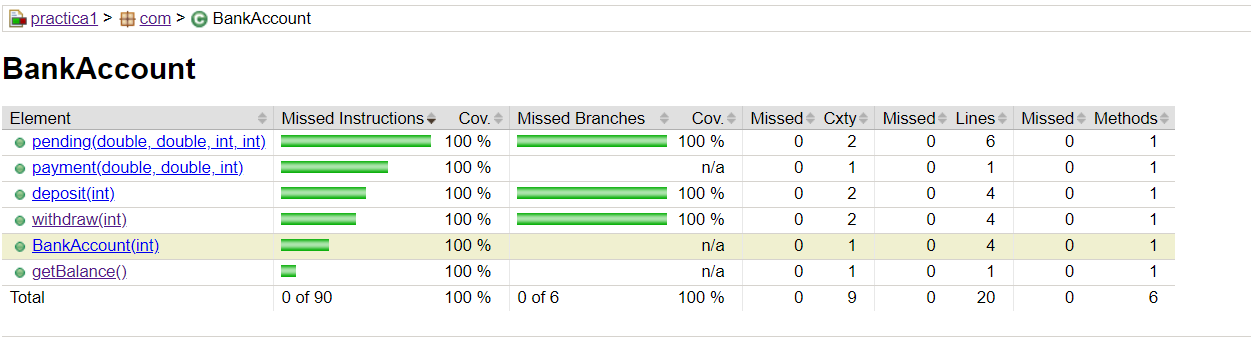 practica1 > com > BankAccount
BankAccount
Element Missed Instructions Cov. Missed Branches Cov. Missed Cxty Missed Lines Missed Methods
pending(double, double, int, int) 100 % 100 % 0 2 0 6 0 1
payment(double, double, int) 100 % n/a 0 1 0 1 0 1
deposit(int) 100 % 100 % 0 2 0 4 0 1
withdraw(int) 100 % 100 % 0 2 0 4 0 1
BankAccount(int) 100 % n/a 0 1 0 4 0 1
getBalance() 100 % n/a 0 1 0 1 0 1
Total 0 of 90 100 % 0 of 6 100 % 0 9 0 20 0 6